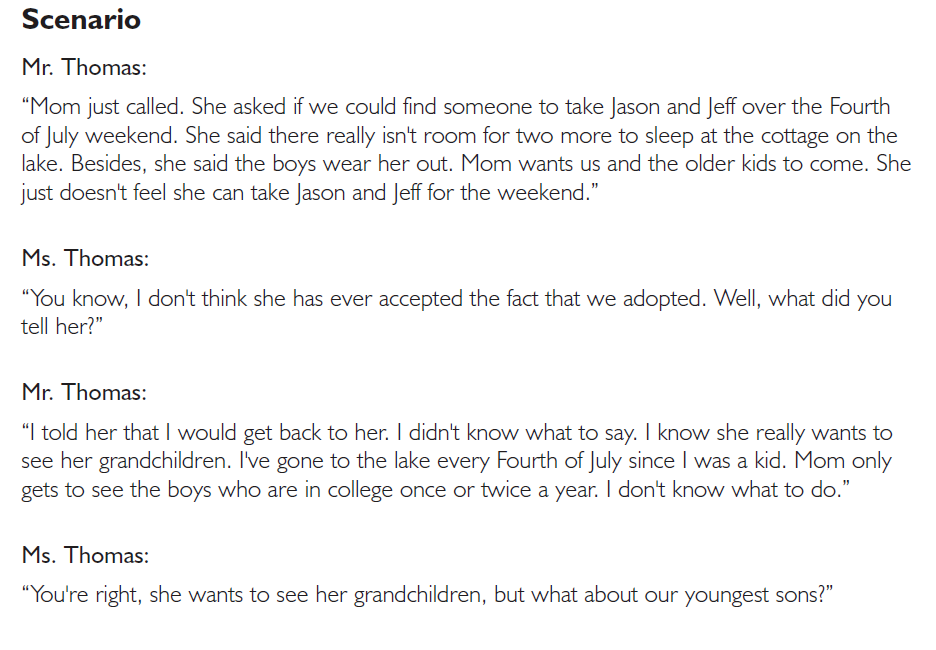 Scenario
Mr. Thomas:
“Mom just called. She asked if we could find someone to take Jason and Jeff over the Fourth
of July weekend. She said there really isn't room for two more to sleep at the cottage on the
lake. Besides, she said the boys wear her out. Mom wants us and the older kids to come. She
just doesn't feel she can take Jason and Jeff for the weekend.”
Ms. Thomas:
“You know, I don't think she has ever accepted the fact that we adopted. Well, what did you
tell her?”
Mr. Thomas:
“I told her that I would get back to her. I didn't know what to say. I know she really wants to
see her grandchildren. I've gone to the lake every Fourth of July since I was a kid. Mom only
gets to see the boys who are in college once or twice a year. I don't know what to do.”
Ms. Thomas:
“You're right, she wants to see her grandchildren, but what about our youngest sons?”